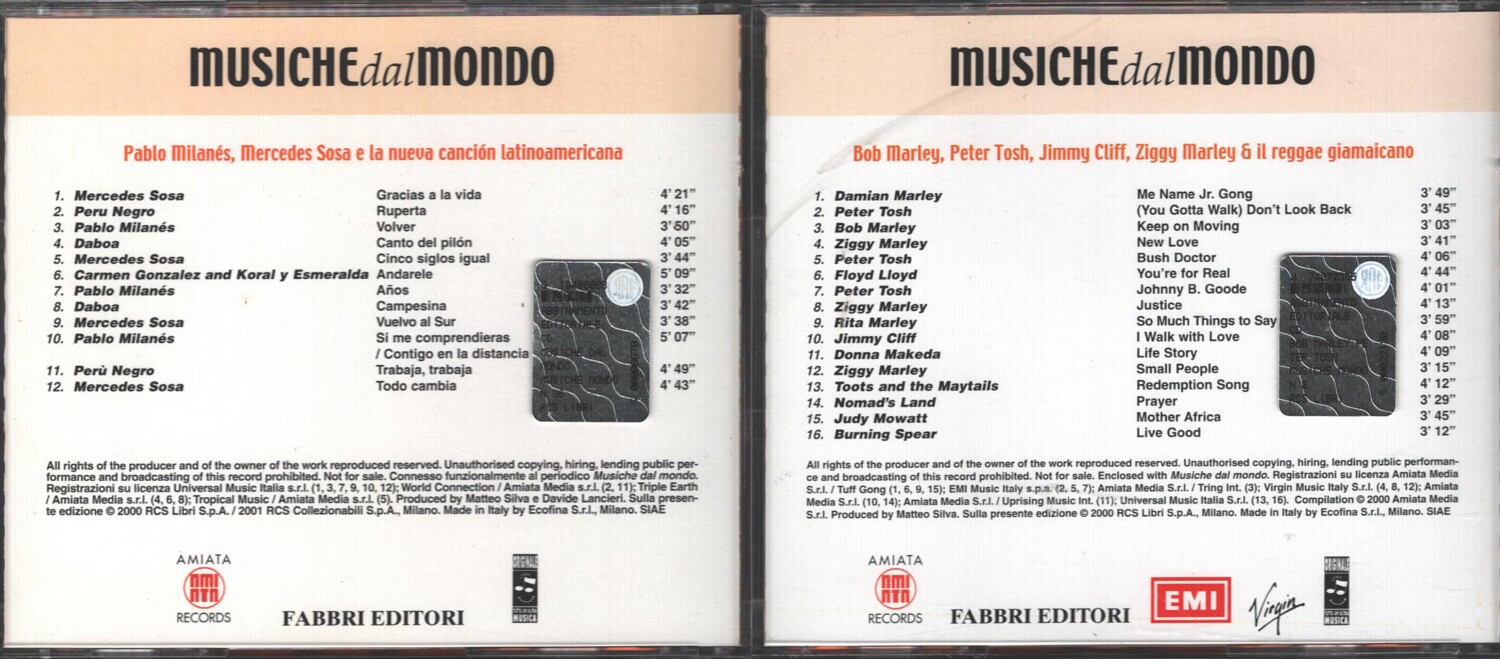 MUSICHEdalMONDO
Pablo Milanés, Mercedes Sosa e la nueva canción latinoamericana
1. Mercedes Sosa Gracias a la vida 4' 21"
2. Peru Negro Ruperta 4' 16"
3. Pablo Milanés Volver 3' 50"
4. Daboa Canto del pilón 4' 05"
5. Mercedes Sosa Cinco siglos igual 3' 44"
6. Carmen Gonzalez and Koral y Esmeralda Andarele 5' 09"
7. Pablo Milanés Años 3' 32"
8. Daboa Campesina 3' 42"
9. Mercedes Sosa Vuelvo al Sur 3' 38"
10. Pablo Milanés Si me comprendieras 5' 07"
/ Contigo en la distancia
11. Perù Negro Trabaja, trabaja 4' 49"
12. Mercedes Sosa Todo cambia 4' 43"
All rights of the producer and of the owner of the work reproduced reserved. Unauthorised copying, hiring, lending public per-
formance and broadcasting of this record prohibited. Not for sale. Connesso funzionalmente al periodico Musiche dal mondo.
Registrazioni su licenza Universal Music Italia s.r.l. (1, 3, 7, 9, 10, 12); World Connection / Amiata Media s.r.l. (2, 11); Triple Earth
/ Amiata Media s.r.l. (4, 6, 8); Tropical Music / Amiata Media s.r.l. (5). Produced by Matteo Silva e Davide Lancieri. Sulla presen-
te edizione © 2000 RCS Libri S.p.A. / 2001 RCS Collezionabili S.p.A., Milano. Made in Italy by Ecofina S.r.l., Milano. SIAE
AMIATA
AMI
ATA
RECORDS
FABBRI EDITORI
ORIGINALE
MUSICA
MUSICHEdalMONDO
Bob Marley, Peter Tosh, Jimmy Cliff, Ziggy Marley & il reggae giamaicano
1. Damian Marley Me Name Jr. Gong 3' 49"
2. Peter Tosh (You Gotta Walk) Don't Look Back 3' 45"
3. Bob Marley Keep on Moving 3' 03"
4. Ziggy Marley New Love 3' 41"
5. Peter Tosh Bush Doctor 4' 06"
6. Floyd Lloyd You're for Real 4' 44"
7. Peter Tosh Johnny B. Goode 4' 01"
8. Ziggy Marley Justice 4' 13"
9. Rita Marley So Much Things to Say 3' 59"
10. Jimmy Cliff I Walk with Love 4' 08"
11. Donna Makeda Life Story 4' 09"
12. Ziggy Marley Small People 3' 15"
13. Toots and the Maytails Redemption Song 4' 12"
14. Nomad's Land Prayer 3' 29"
15. Judy Mowatt Mother Africa 3' 45"
16. Burning Spear Live Good 3' 12"
All rights of the producer and of the owner of the work reproduced reserved. Unauthorised copying, hiring, lending public performan-
ce and broadcasting of this record prohibited. Not for sale. Enclosed with Musiche dal mondo. Registrazioni su licenza Amiata Media
S.r.l. / Tuff Gong (1, 6, 9, 15); EMI Music Italy s.p.a. (2, 5, 7); Amiata Media S.r.l. / Tring Int. (3); Virgin Music Italy S.r.l. (4, 8, 12); Amiata
Media S.r.l. (10, 14); Amiata Media S.r.l. / Uprising Music Int. (11); Universal Music Italia S.r.l. (13, 16). Compilation © 2000 Amiata Media
S.r.l. Produced by Matteo Silva. Sulla presente edizione © 2000 RCS Libri S.p.A., Milano. Made in Italy by Ecofina S.r.l., Milano. SIAE
AMIATA
AMI
ATA
RECORDS
FABBRI EDITORI
EMI
Virgin
ORIGINALE
MUSICA